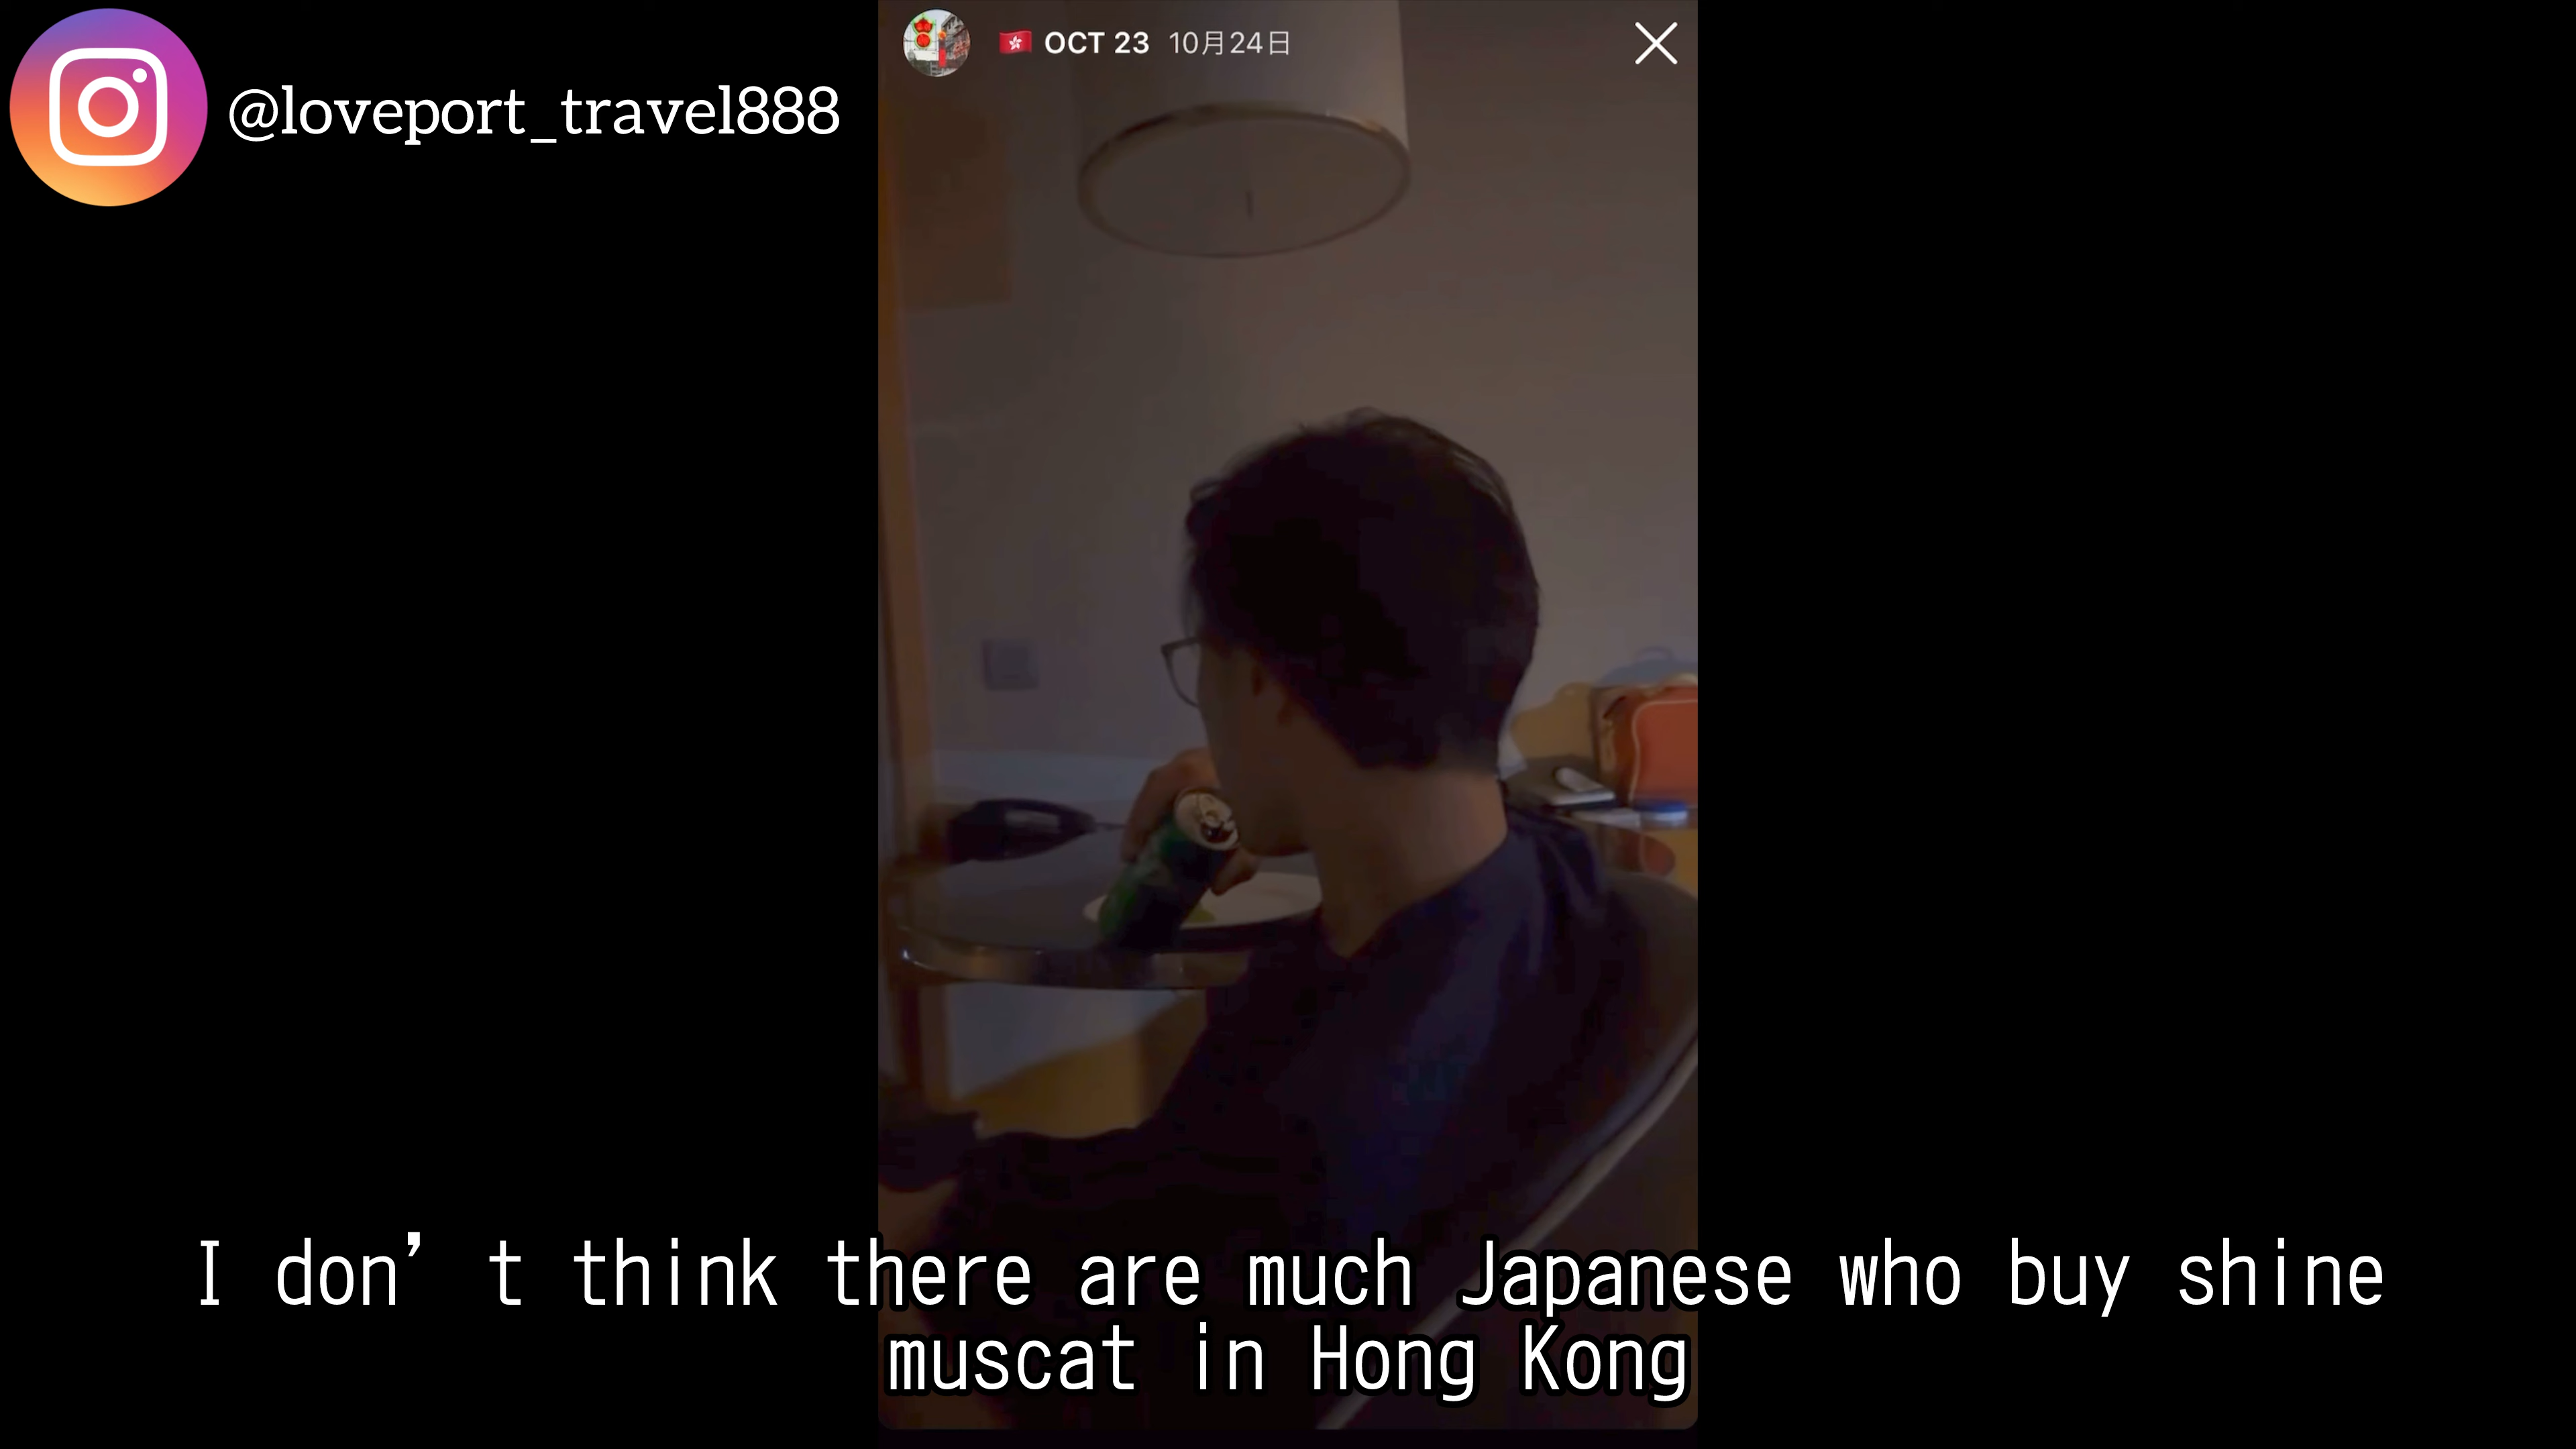 @loveport_travel888
OCT 23 10月24日
I don’t think there are much Japanese who buy shine
muscat in Hong Kong